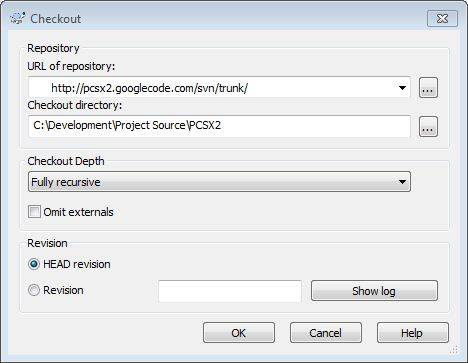 Checkout
Repository
URL of repository:
http://pcsx2.googlecode.com/svn/trunk/
...
Checkout directory:
C:\Development\Project Source\PCSX2
...
Checkout Depth
Fully recursive
Omit externals
Revision
HEAD revision
Revision
Show log
OK Cancel Help